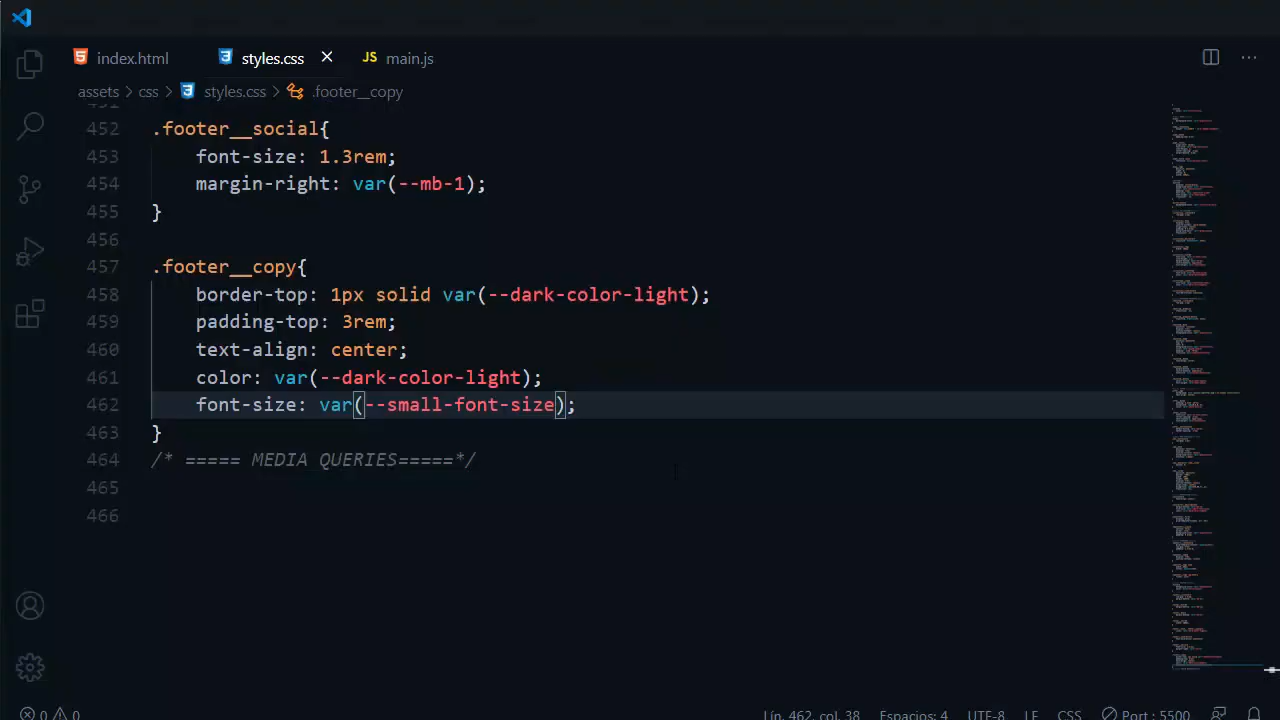 index.html styles.css JS main.js
assets > css > styles.css > .footer__copy
452 .footer__social{
453 font-size: 1.3rem;
454 margin-right: var(--mb-1);
455 }
456
457 .footer__copy{
458 border-top: 1px solid var(--dark-color-light);
459 padding-top: 3rem;
460 text-align: center;
461 color: var(--dark-color-light);
462 font-size: var(--small-font-size);
463 }
464 /* ===== MEDIA QUERIES=====*/
465
466
0 0 Lín. 462, col. 38 Espacios: 4 UTF-8 LF CSS Port : 5500